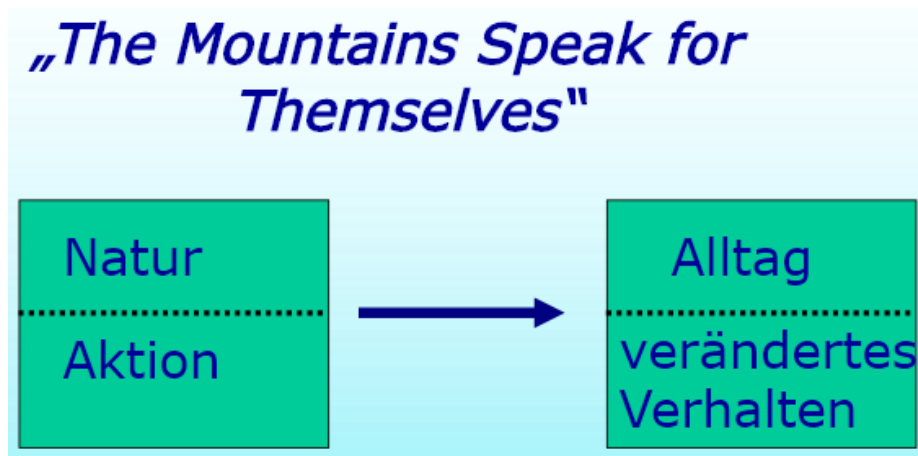 „The Mountains Speak for
Themselves“
Natur
Aktion
Alltag
verändertes
Verhalten